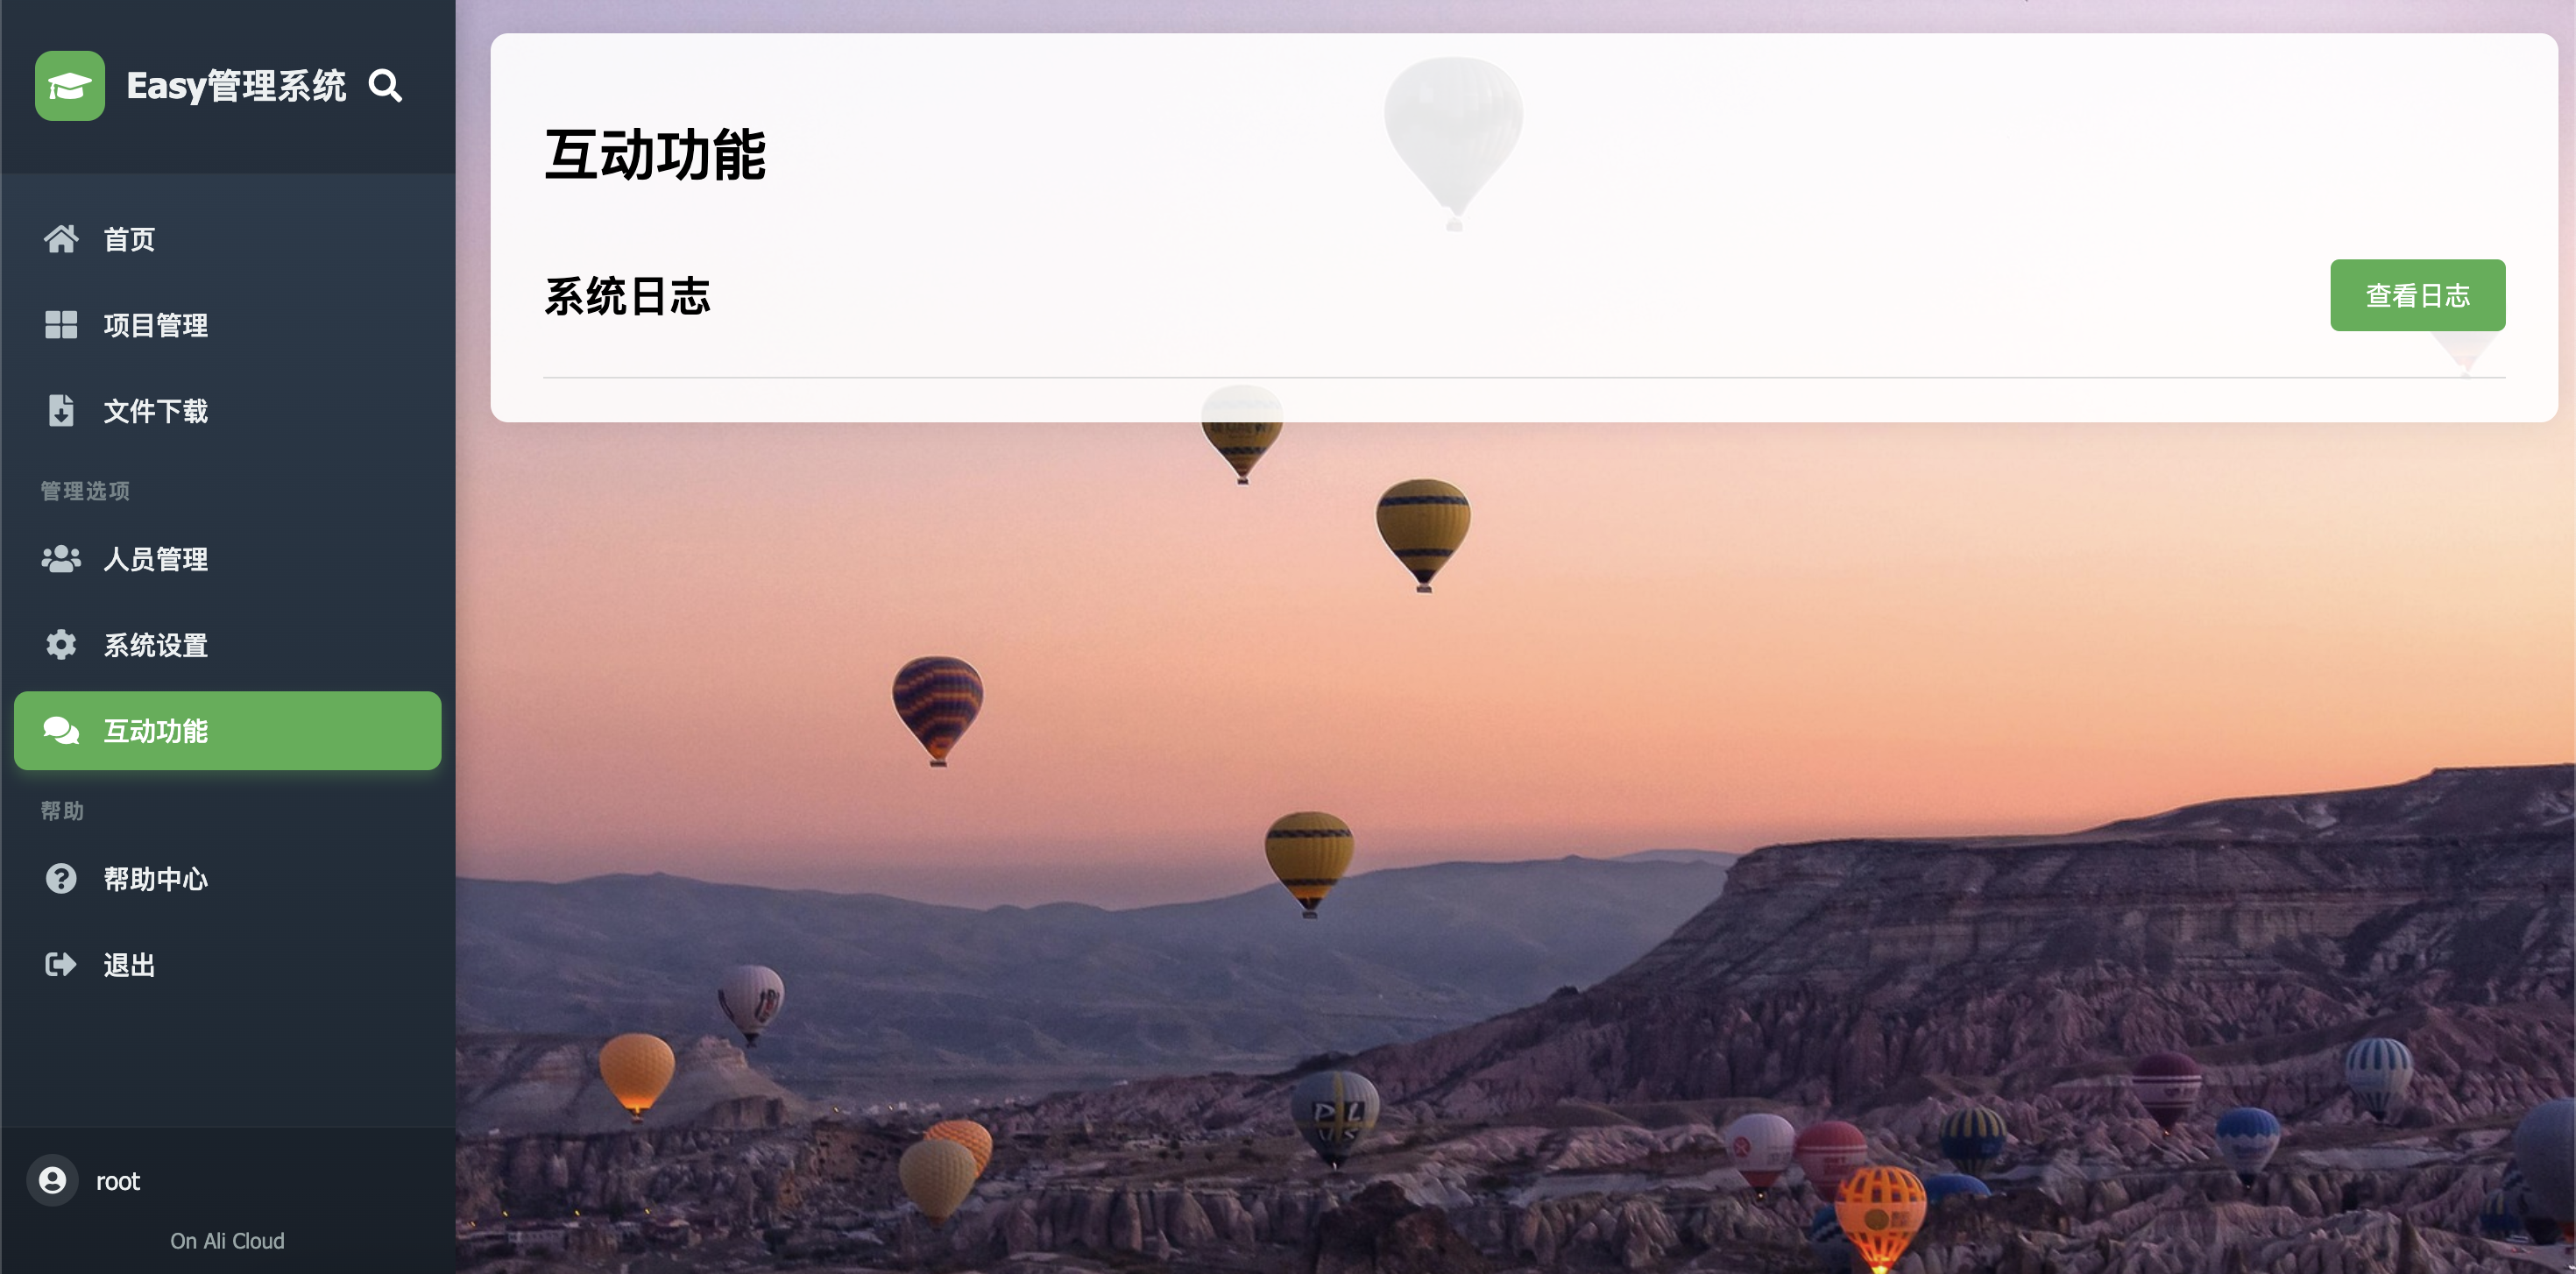 Easy管理系统
首页
项目管理
文件下载
管理选项
人员管理
系统设置
互动功能
帮助
帮助中心
退出
root
On Ali Cloud
互动功能
系统日志
查看日志